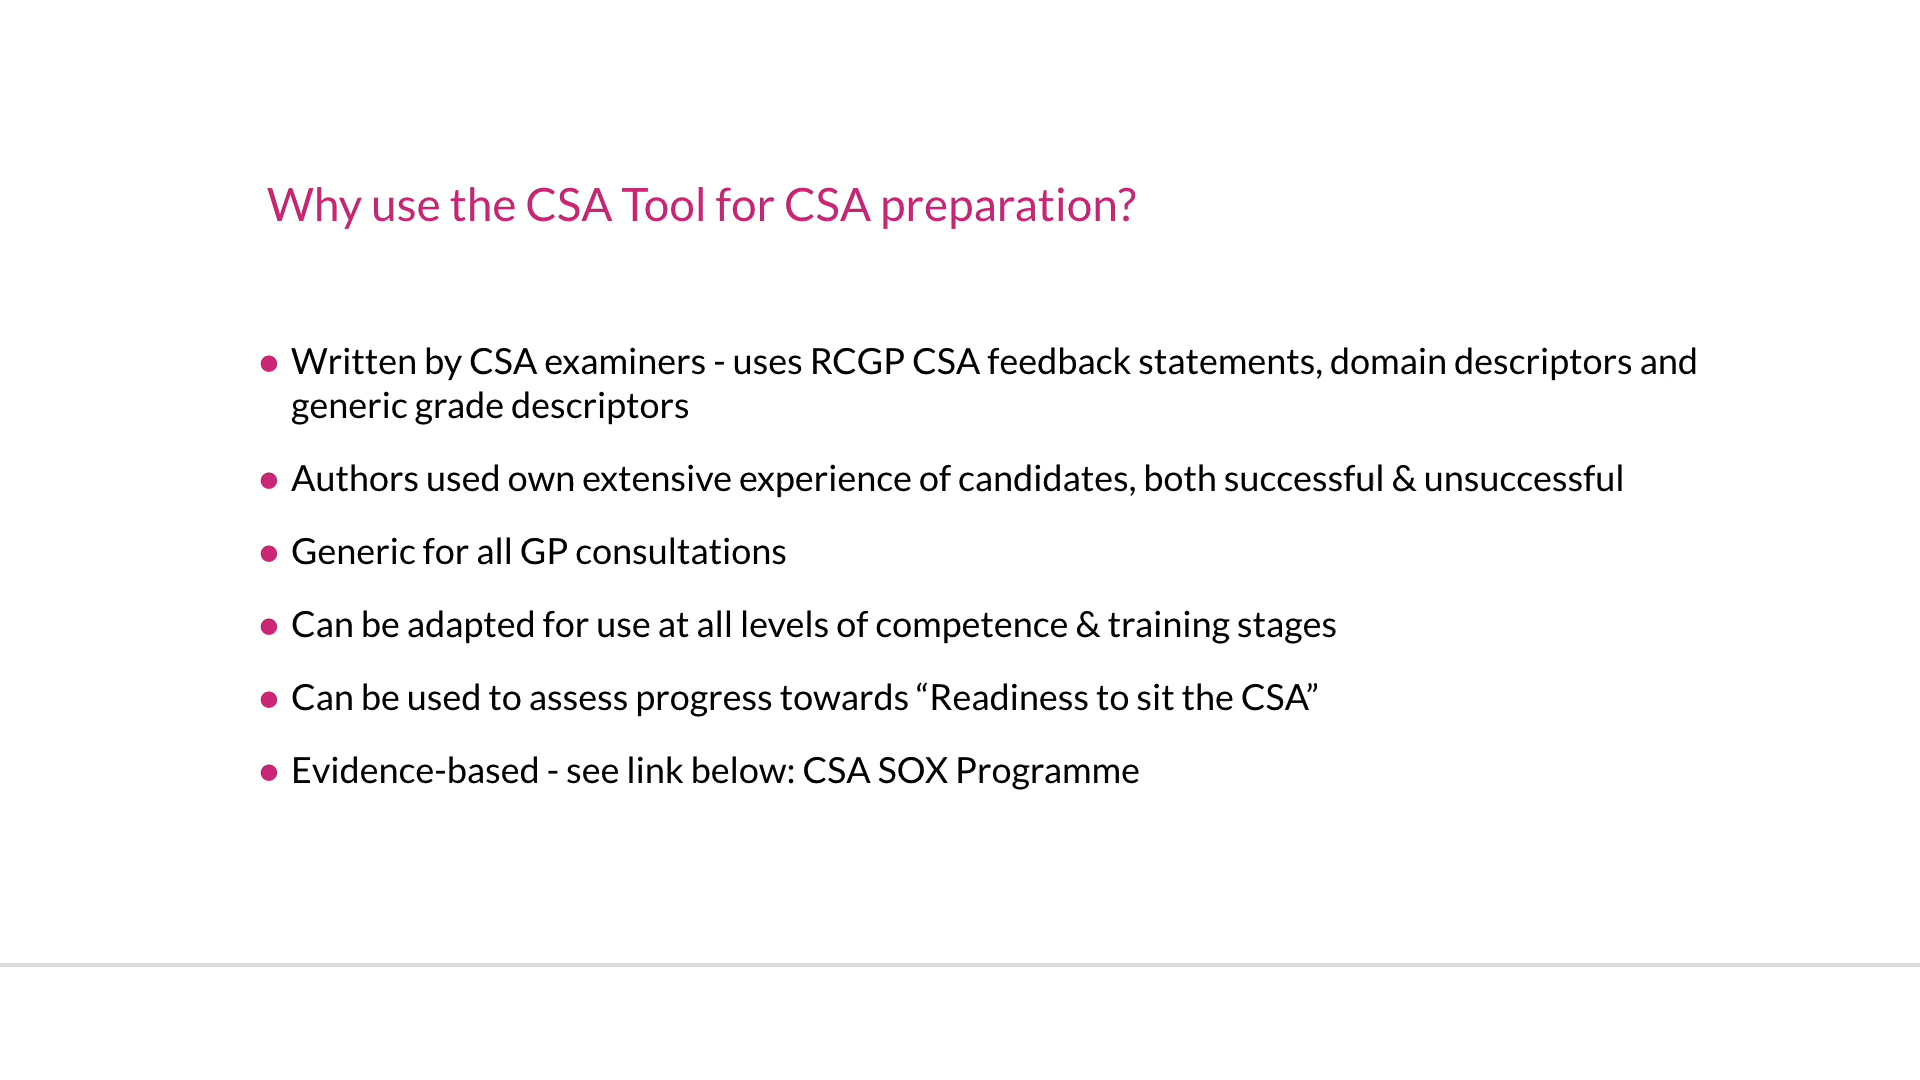 Why use the CSA Tool for CSA preparation?
● Written by CSA examiners - uses RCGP CSA feedback statements, domain descriptors and
generic grade descriptors
● Authors used own extensive experience of candidates, both successful & unsuccessful
● Generic for all GP consultations
● Can be adapted for use at all levels of competence & training stages
● Can be used to assess progress towards “Readiness to sit the CSA”
● Evidence-based - see link below: CSA SOX Programme